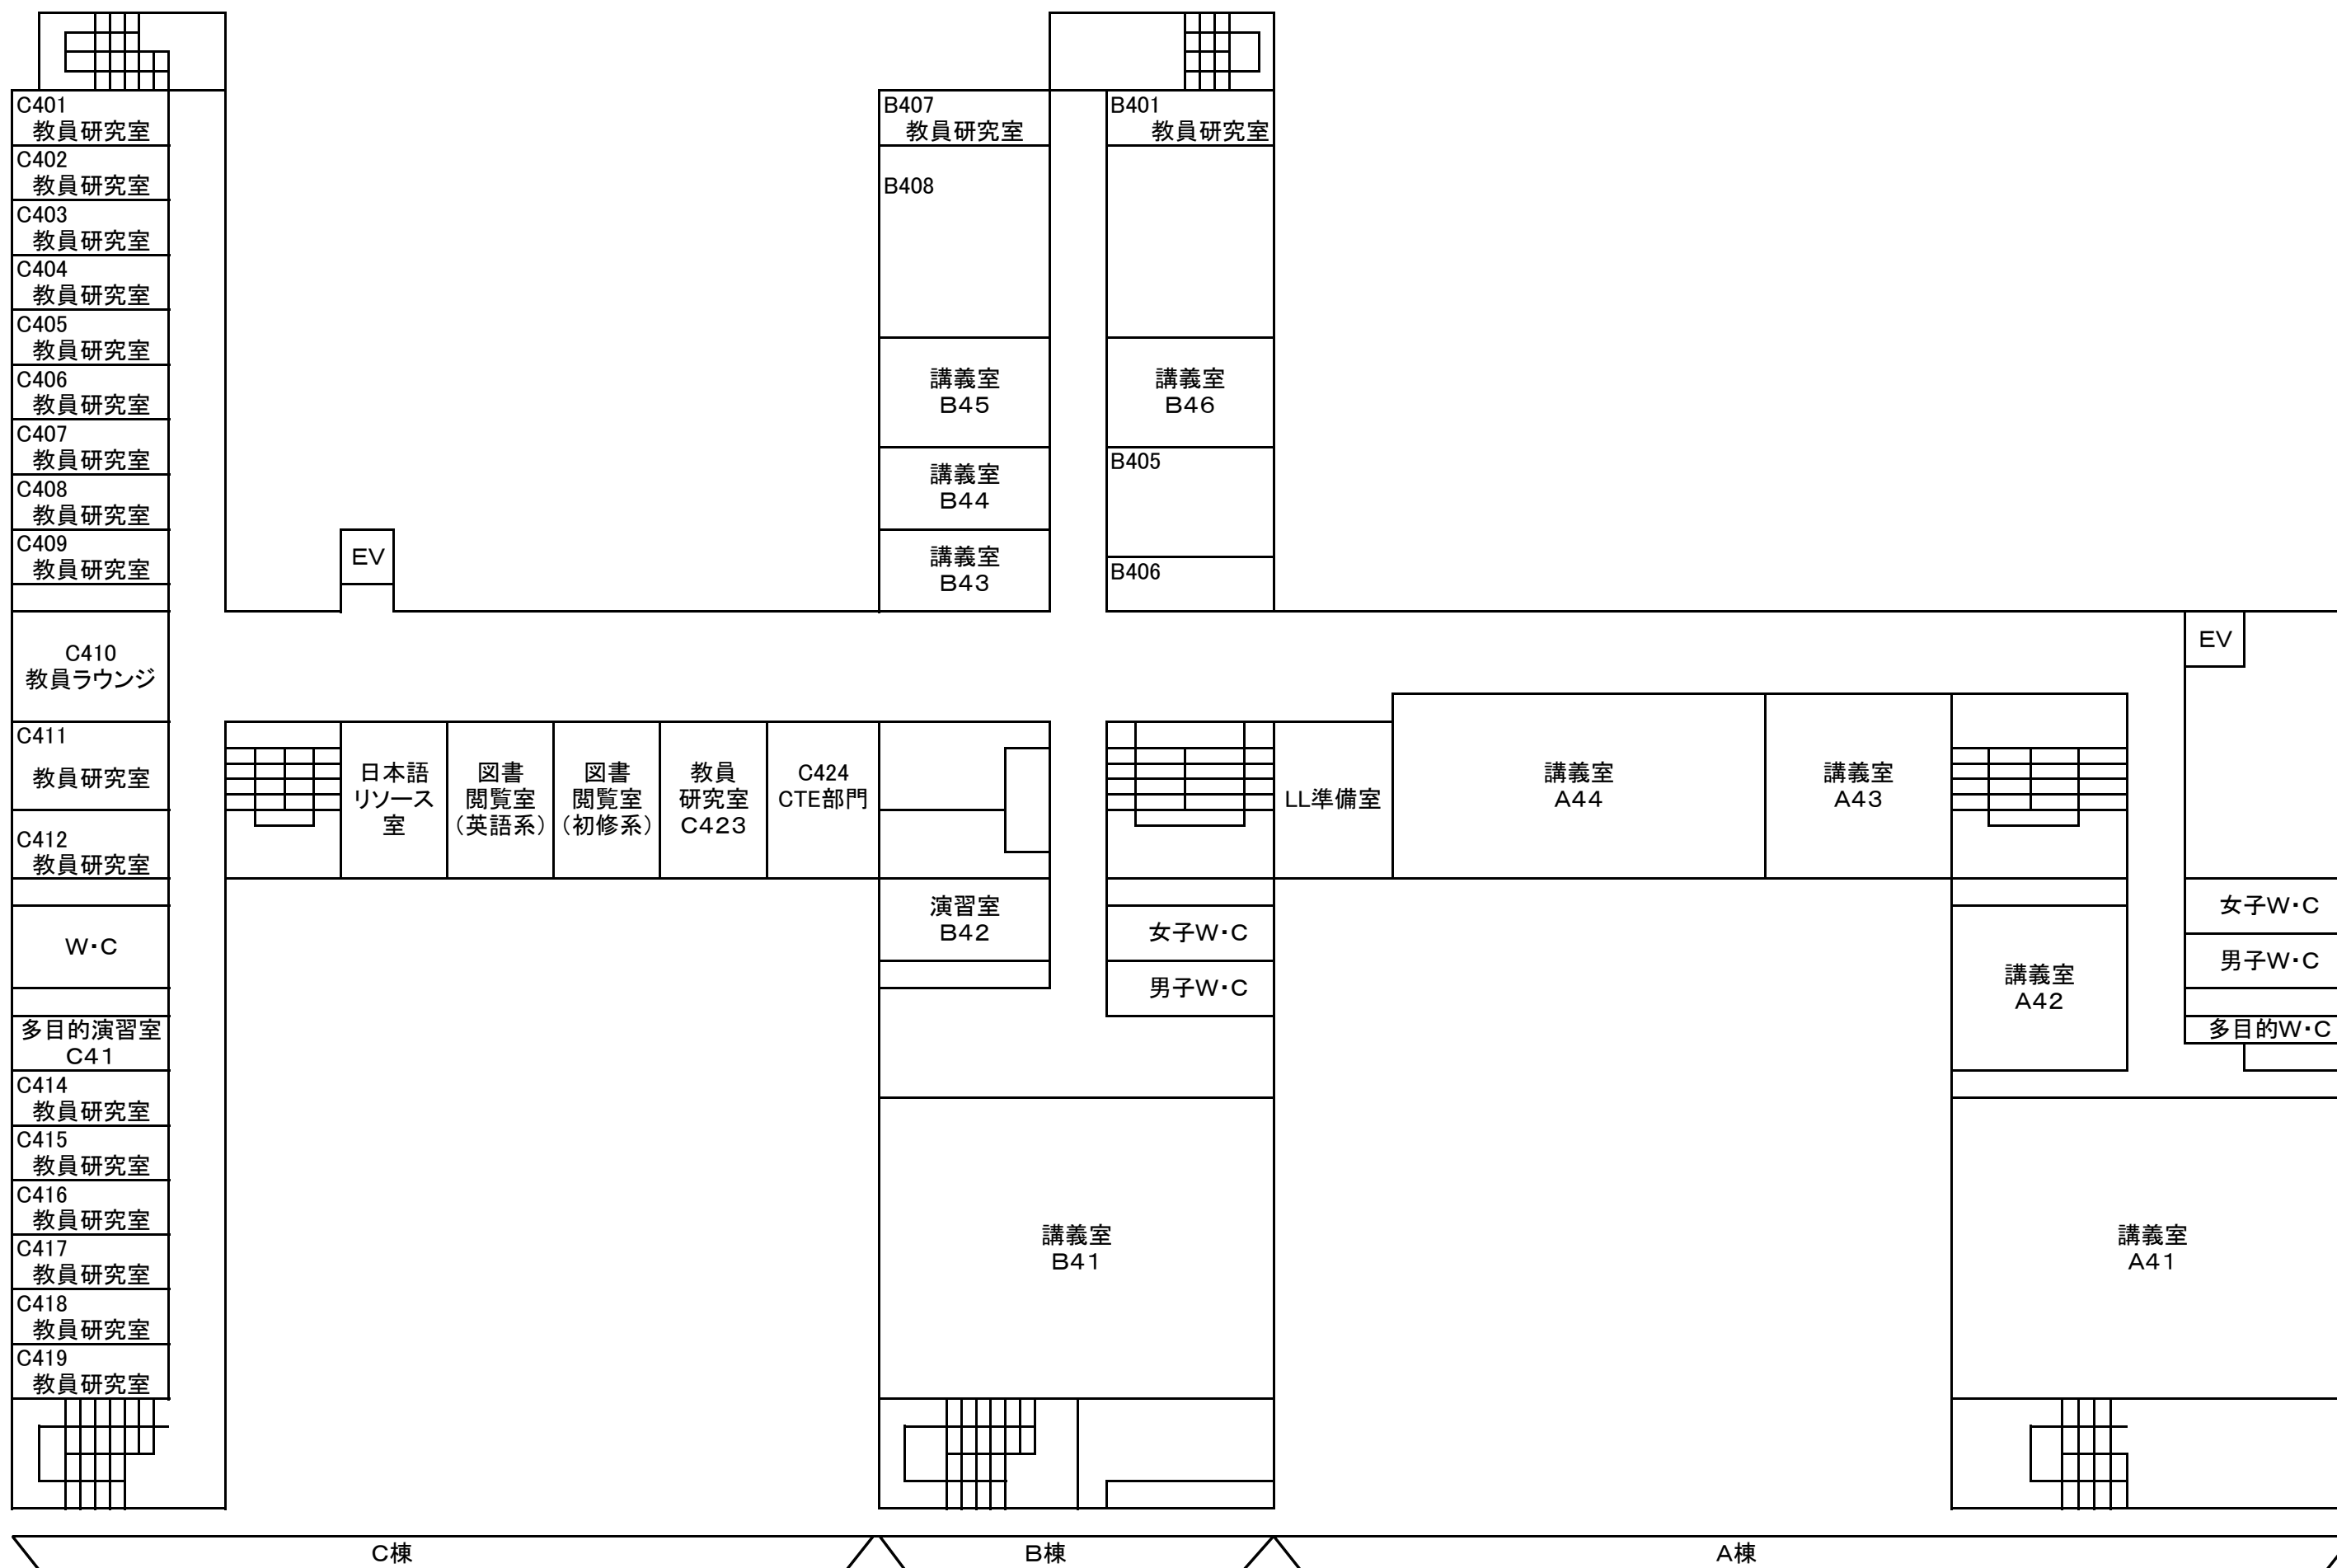 C401
教員研究室
C402
教員研究室
C403
教員研究室
C404
教員研究室
C405
教員研究室
C406
教員研究室
C407
教員研究室
C408
教員研究室
C409
教員研究室
C410
教員ラウンジ
C411
教員研究室
C412
教員研究室
W・C
多目的演習室
C41
C414
教員研究室
C415
教員研究室
C416
教員研究室
C417
教員研究室
C418
教員研究室
C419
教員研究室
EV
日本語
リソース
室
図書
閲覧室
（英語系）
図書
閲覧室
（初修系）
教員
研究室
C423
C424
CTE部門
B407
教員研究室
B408
講義室
B45
講義室
B44
講義室
B43
B401
教員研究室
講義室
B46
B405
B406
演習室
B42
女子W・C
男子W・C
講義室
B41
LL準備室
講義室
A44
講義室
A43
EV
女子W・C
男子W・C
多目的W・C
講義室
A42
講義室
A41
C棟
B棟
A棟